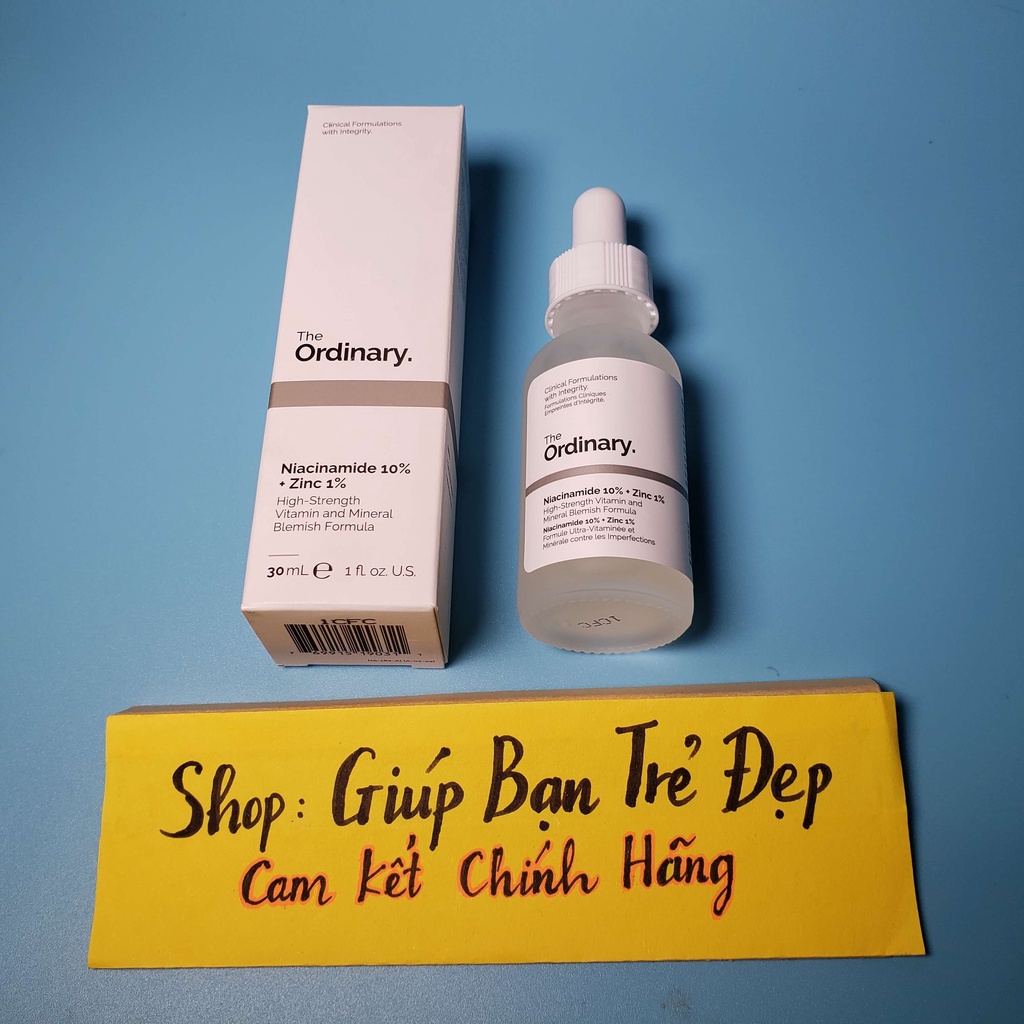 Clinical Formulations
with Integrity.
The
Ordinary.
Niacinamide 10%
+ Zinc 1%
High-Strength
Vitamin and Mineral
Blemish Formula
30 mL ℮ 1 fl. oz. U.S.
1CFC
Clinical Formulations
with Integrity.
Formulations Cliniques
Empreintes d'Intégrité.
The
Ordinary.
Niacinamide 10% + Zinc 1%
High-Strength Vitamin and
Mineral Blemish Formula
Niacinamide 10% + Zinc 1%
Formule Ultra-Vitaminée et
Minérale contre les Imperfections
1CFC
Shop: Giúp Bạn Trẻ Đẹp
Cam kết Chính Hãng